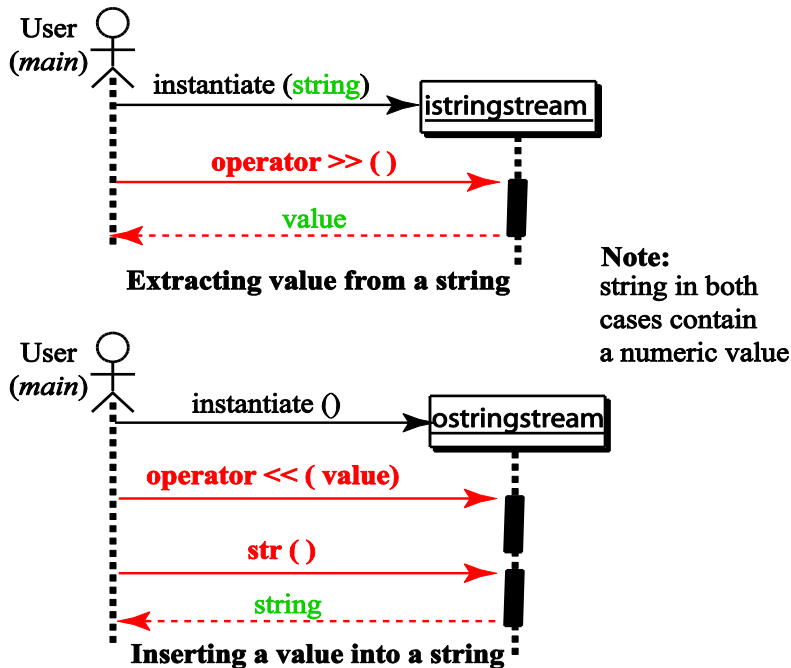 User
(main)
instantiate (string)
istringstream
operator >> ( )
value
Extracting value from a string
Note:
string in both
cases contain
a numeric value
User
(main)
instantiate ()
ostringstream
operator << ( value)
str ( )
string
Inserting a value into a string